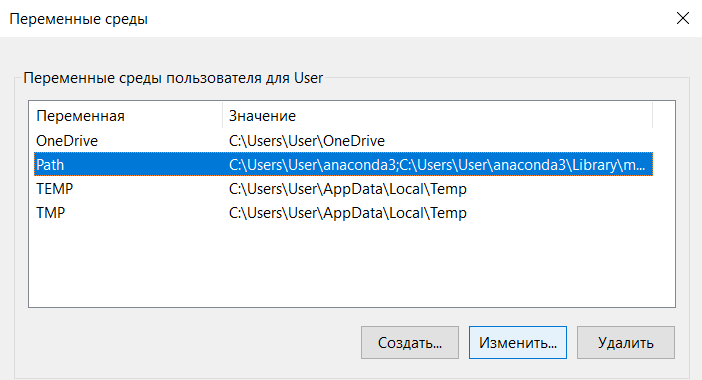 Переменные среды
Переменные среды пользователя для User
Переменная Значение
OneDrive C:\Users\User\OneDrive
Path C:\Users\User\anaconda3;C:\Users\User\anaconda3\Library\m...
TEMP C:\Users\User\AppData\Local\Temp
TMP C:\Users\User\AppData\Local\Temp
Создать... Изменить... Удалить